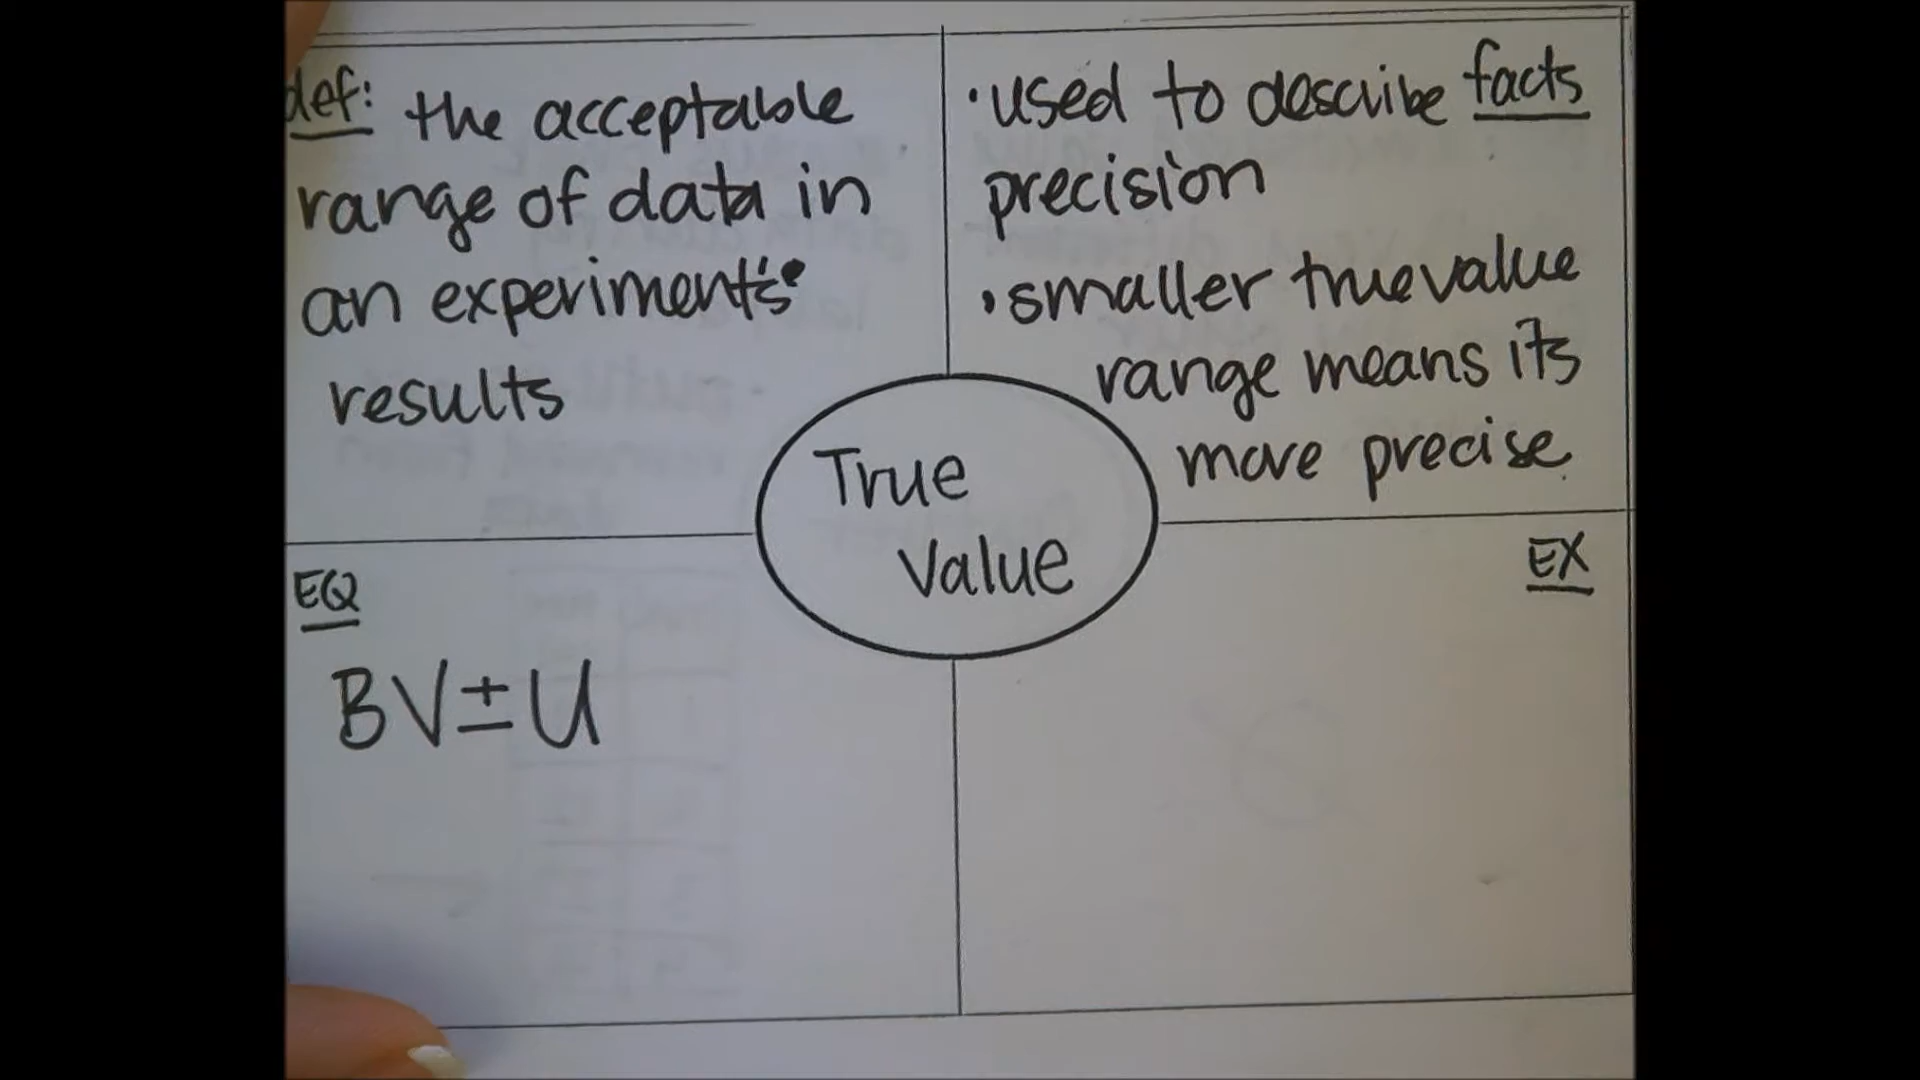 def: the acceptable
range of data in
an experiment's
results
• used to describe facts
precision
• smaller true value
range means its
more precise.
True
Value
EQ
BV±U
EX